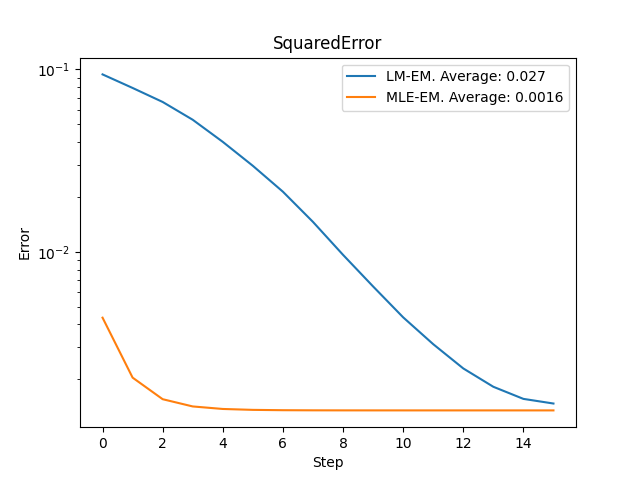 SquaredError
LM-EM. Average: 0.027
MLE-EM. Average: 0.0016
10⁻¹
10⁻²
Error
0 2 4 6 8 10 12 14
Step